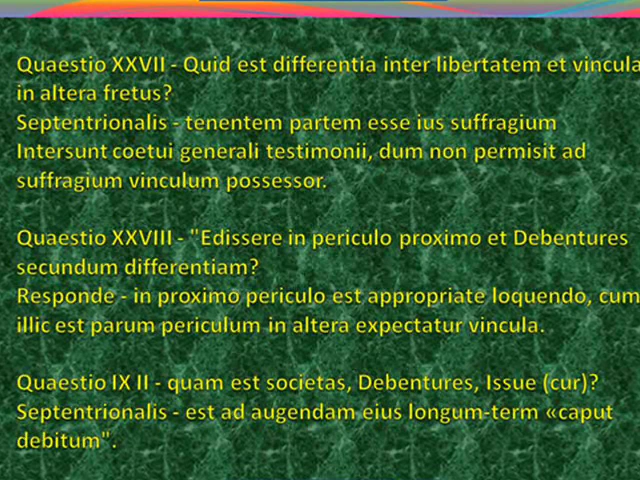 Quaestio XXVII - Quid est differentia inter libertatem et vincula
in altera fretus?
Septentrionalis - tenentem partem esse ius suffragium
Intersunt coetui generali testimonii, dum non permisit ad
suffragium vinculum possessor.
Quaestio XXVIII - "Edissere in periculo proximo et Debentures
secundum differentiam?
Responde - in proximo periculo est appropriate loquendo, cum
illic est parum periculum in altera expectatur vincula.
Quaestio IX II - quam est societas, Debentures, Issue (cur)?
Septentrionalis - est ad augendam eius longum-term «caput
debitum".